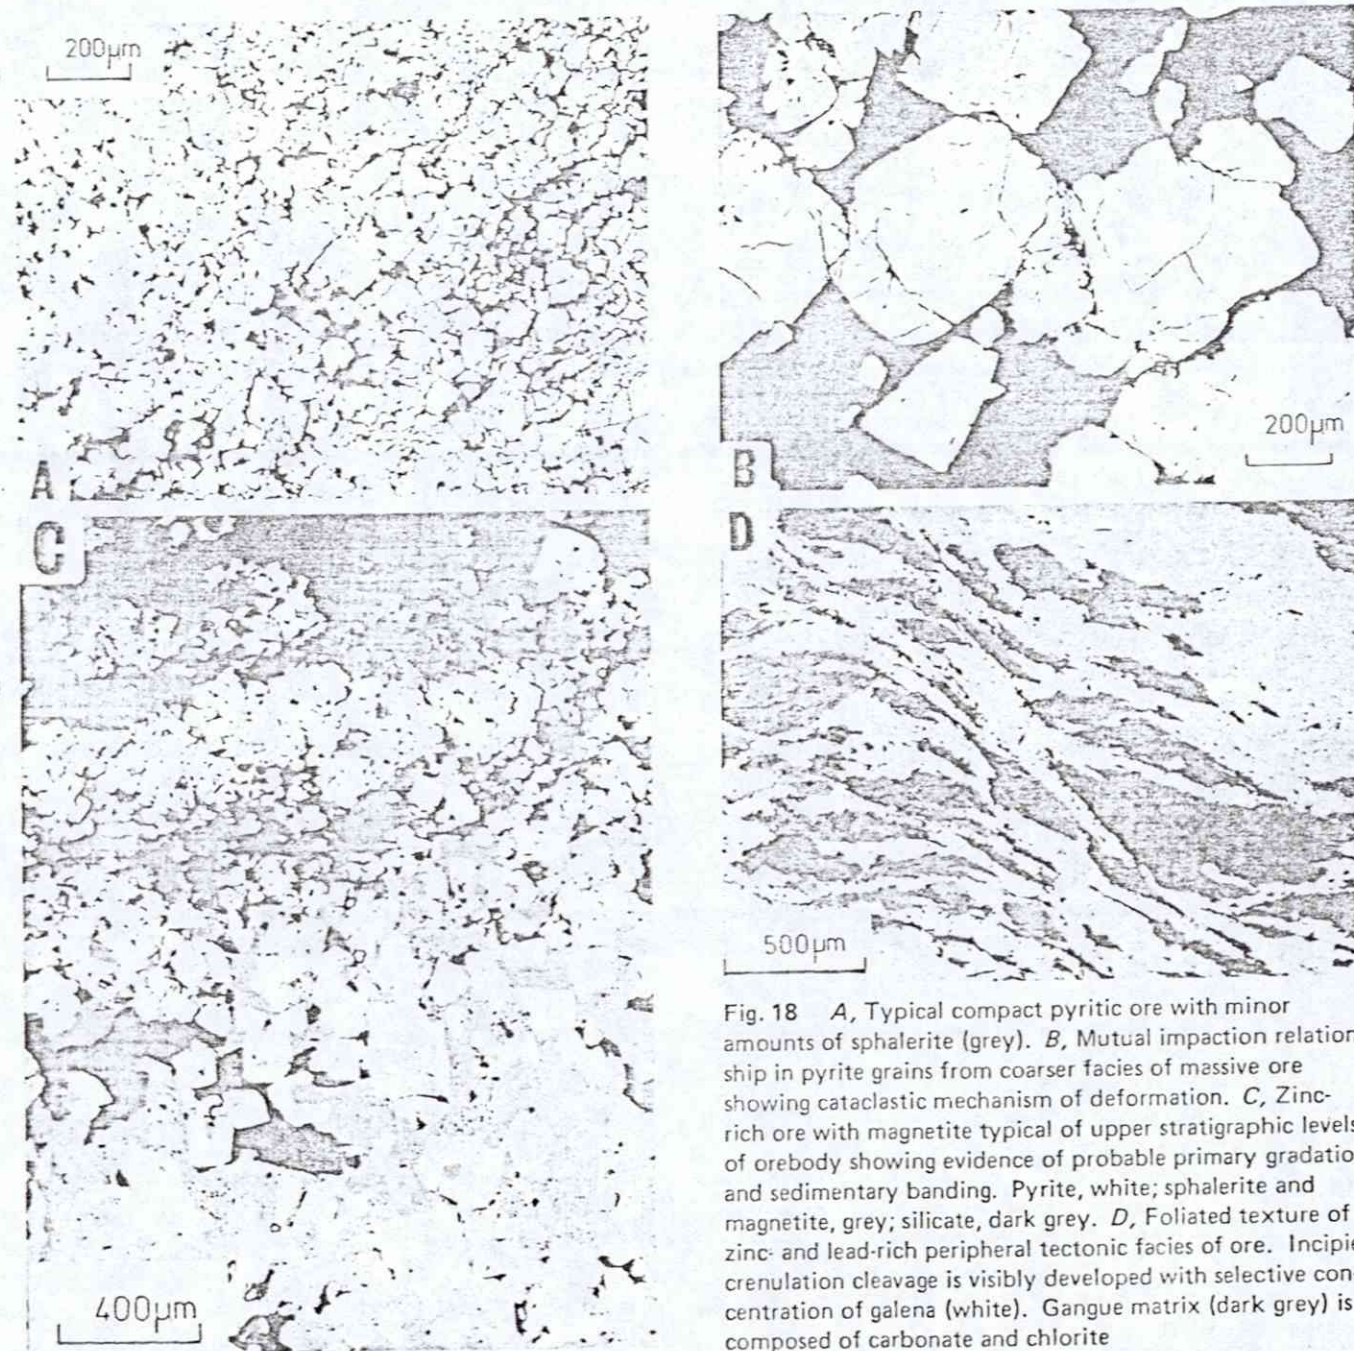 200µm
A
B
200µm
C
400µm
D
500µm
Fig. 18 A, Typical compact pyritic ore with minor
amounts of sphalerite (grey). B, Mutual impaction relation
ship in pyrite grains from coarser facies of massive ore
showing cataclastic mechanism of deformation. C, Zinc-
rich ore with magnetite typical of upper stratigraphic levels
of orebody showing evidence of probable primary gradatio
and sedimentary banding. Pyrite, white; sphalerite and
magnetite, grey; silicate, dark grey. D, Foliated texture of
zinc- and lead-rich peripheral tectonic facies of ore. Incipie
crenulation cleavage is visibly developed with selective con-
centration of galena (white). Gangue matrix (dark grey) is
composed of carbonate and chlorite